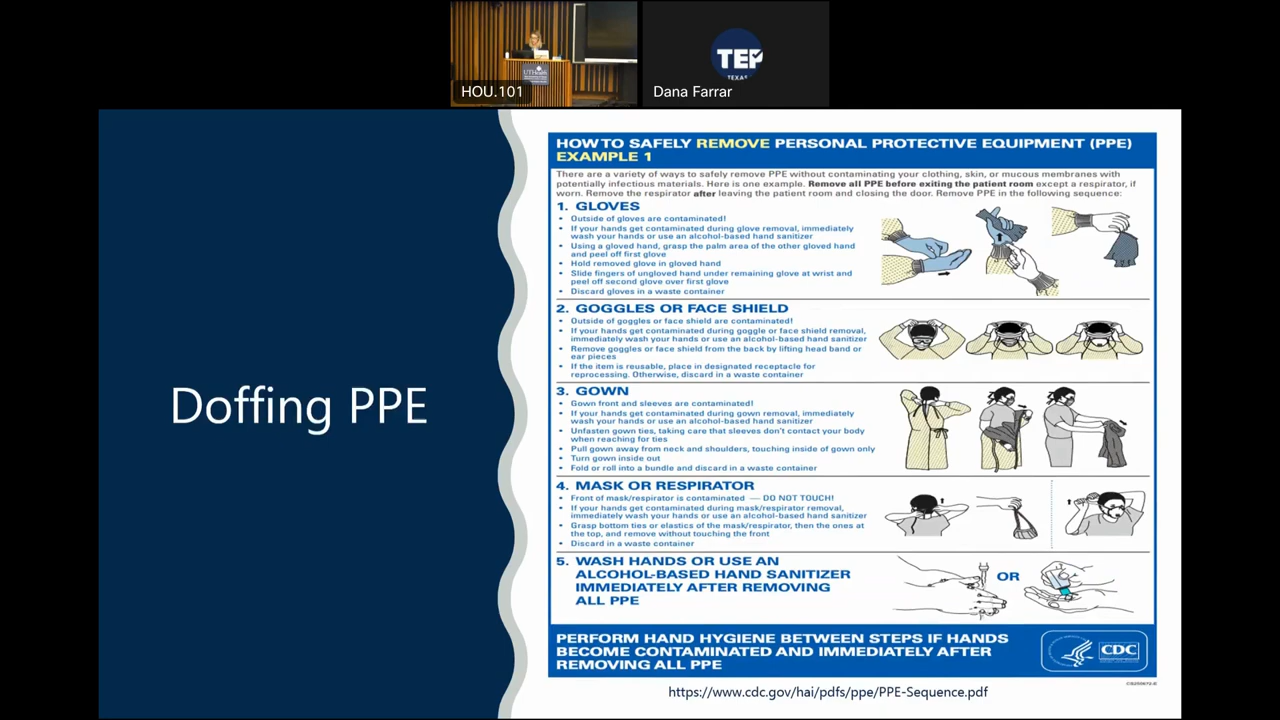 HOU.101
UTHealth
TEP
TEXAS
Dana Farrar
Doffing PPE
HOW TO SAFELY REMOVE PERSONAL PROTECTIVE EQUIPMENT (PPE)
EXAMPLE 1
There are a variety of ways to safely remove PPE without contaminating your clothing, skin, or mucous membranes with
potentially infectious materials. Here is one example. Remove all PPE before exiting the patient room except a respirator, if
worn. Remove the respirator after leaving the patient room and closing the door. Remove PPE in the following sequence:
1. GLOVES
• Outside of gloves are contaminated!
• If your hands get contaminated during glove removal, immediately
wash your hands or use an alcohol-based hand sanitizer
• Using a gloved hand, grasp the palm area of the other gloved hand
and peel off first glove
• Hold removed glove in gloved hand
• Slide fingers of ungloved hand under remaining glove at wrist and
peel off second glove over first glove
• Discard gloves in a waste container
2. GOGGLES OR FACE SHIELD
• Outside of goggles or face shield are contaminated!
• If your hands get contaminated during goggle or face shield removal,
immediately wash your hands or use an alcohol-based hand sanitizer
• Remove goggles or face shield from the back by lifting head band or
ear pieces
• If the item is reusable, place in designated receptacle for
reprocessing. Otherwise, discard in a waste container
3. GOWN
• Gown front and sleeves are contaminated!
• If your hands get contaminated during gown removal, immediately
wash your hands or use an alcohol-based hand sanitizer
• Unfasten gown ties, taking care that sleeves don't contact your body
when reaching for ties
• Pull gown away from neck and shoulders, touching inside of gown only
• Turn gown inside out
• Fold or roll into a bundle and discard in a waste container
4. MASK OR RESPIRATOR
• Front of mask/respirator is contaminated — DO NOT TOUCH!
• If your hands get contaminated during mask/respirator removal,
immediately wash your hands or use an alcohol-based hand sanitizer
• Grasp bottom ties or elastics of the mask/respirator, then the ones at
the top, and remove without touching the front
• Discard in a waste container
5. WASH HANDS OR USE AN
ALCOHOL-BASED HAND SANITIZER
IMMEDIATELY AFTER REMOVING
ALL PPE
OR
PERFORM HAND HYGIENE BETWEEN STEPS IF HANDS
BECOME CONTAMINATED AND IMMEDIATELY AFTER
REMOVING ALL PPE
CDC
https://www.cdc.gov/hai/pdfs/ppe/PPE-Sequence.pdf